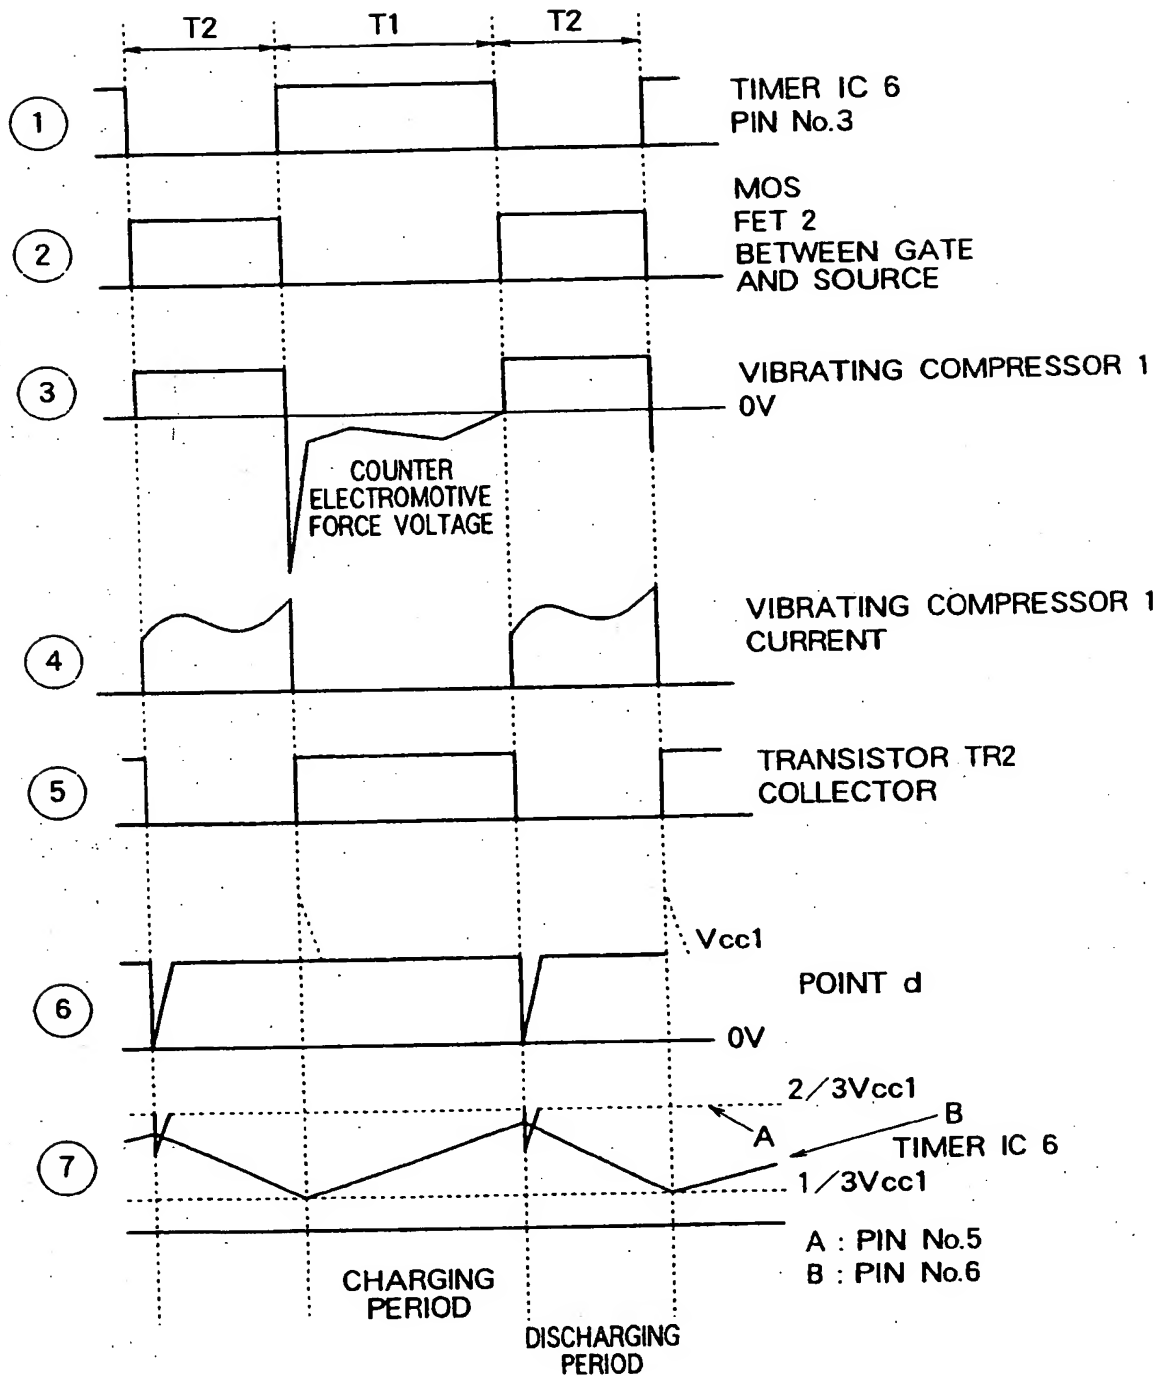 T2 T1 T2
1
TIMER IC 6
PIN No.3
2
MOS
FET 2
BETWEEN GATE
AND SOURCE
3
VIBRATING COMPRESSOR 1
0V
COUNTER
ELECTROMOTIVE
FORCE VOLTAGE
4
VIBRATING COMPRESSOR 1
CURRENT
5
TRANSISTOR TR2
COLLECTOR
6
Vcc1
POINT d
0V
7
2/3Vcc1
A
B
TIMER IC 6
1/3Vcc1
A : PIN No.5
B : PIN No.6
CHARGING
PERIOD
DISCHARGING
PERIOD